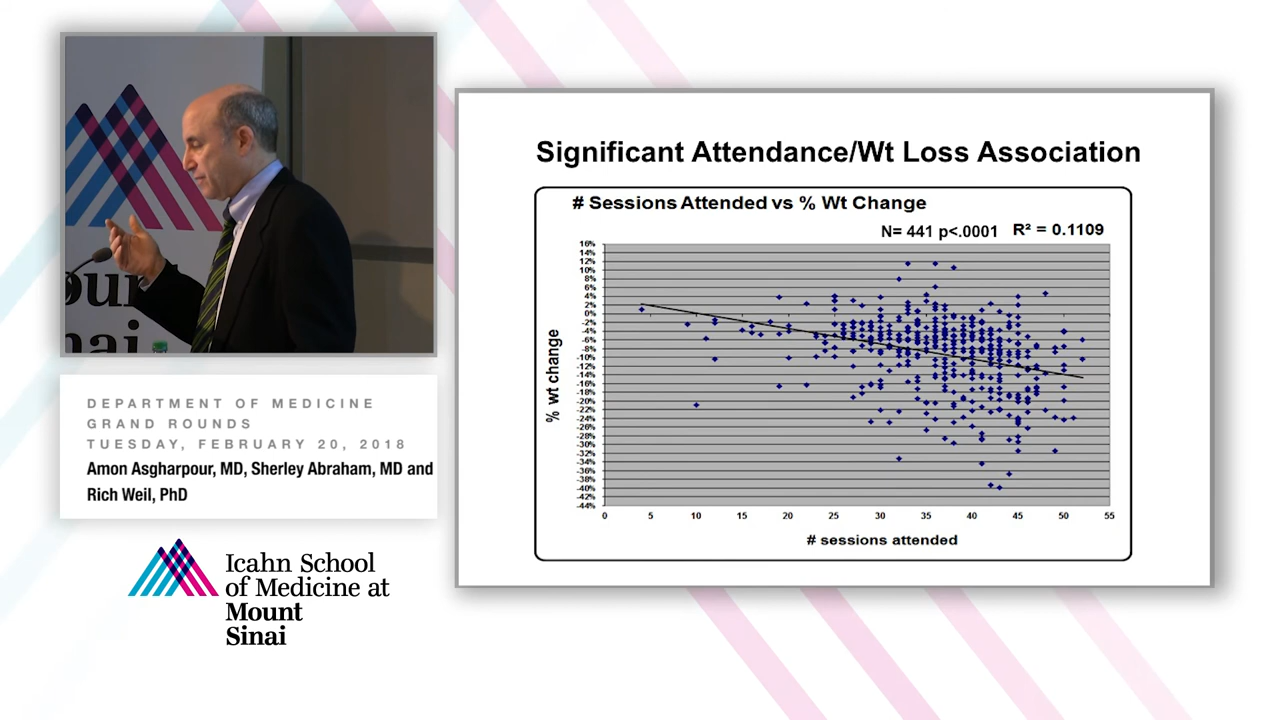 our
nai
DEPARTMENT OF MEDICINE
GRAND ROUNDS
TUESDAY, FEBRUARY 20, 2018
Amon Asgharpour, MD, Sherley Abraham, MD and
Rich Weil, PhD
Icahn School
of Medicine at
Mount
Sinai
Significant Attendance/Wt Loss Association
# Sessions Attended vs % Wt Change
N= 441 p<.0001 R² = 0.1109
% wt change
16%
14%
12%
10%
8%
6%
4%
2%
0%
-2%
-4%
-6%
-8%
-10%
-12%
-14%
-16%
-18%
-20%
-22%
-24%
-26%
-28%
-30%
-32%
-34%
-36%
-38%
-40%
-42%
-44%
0 5 10 15 20 25 30 35 40 45 50 55
# sessions attended